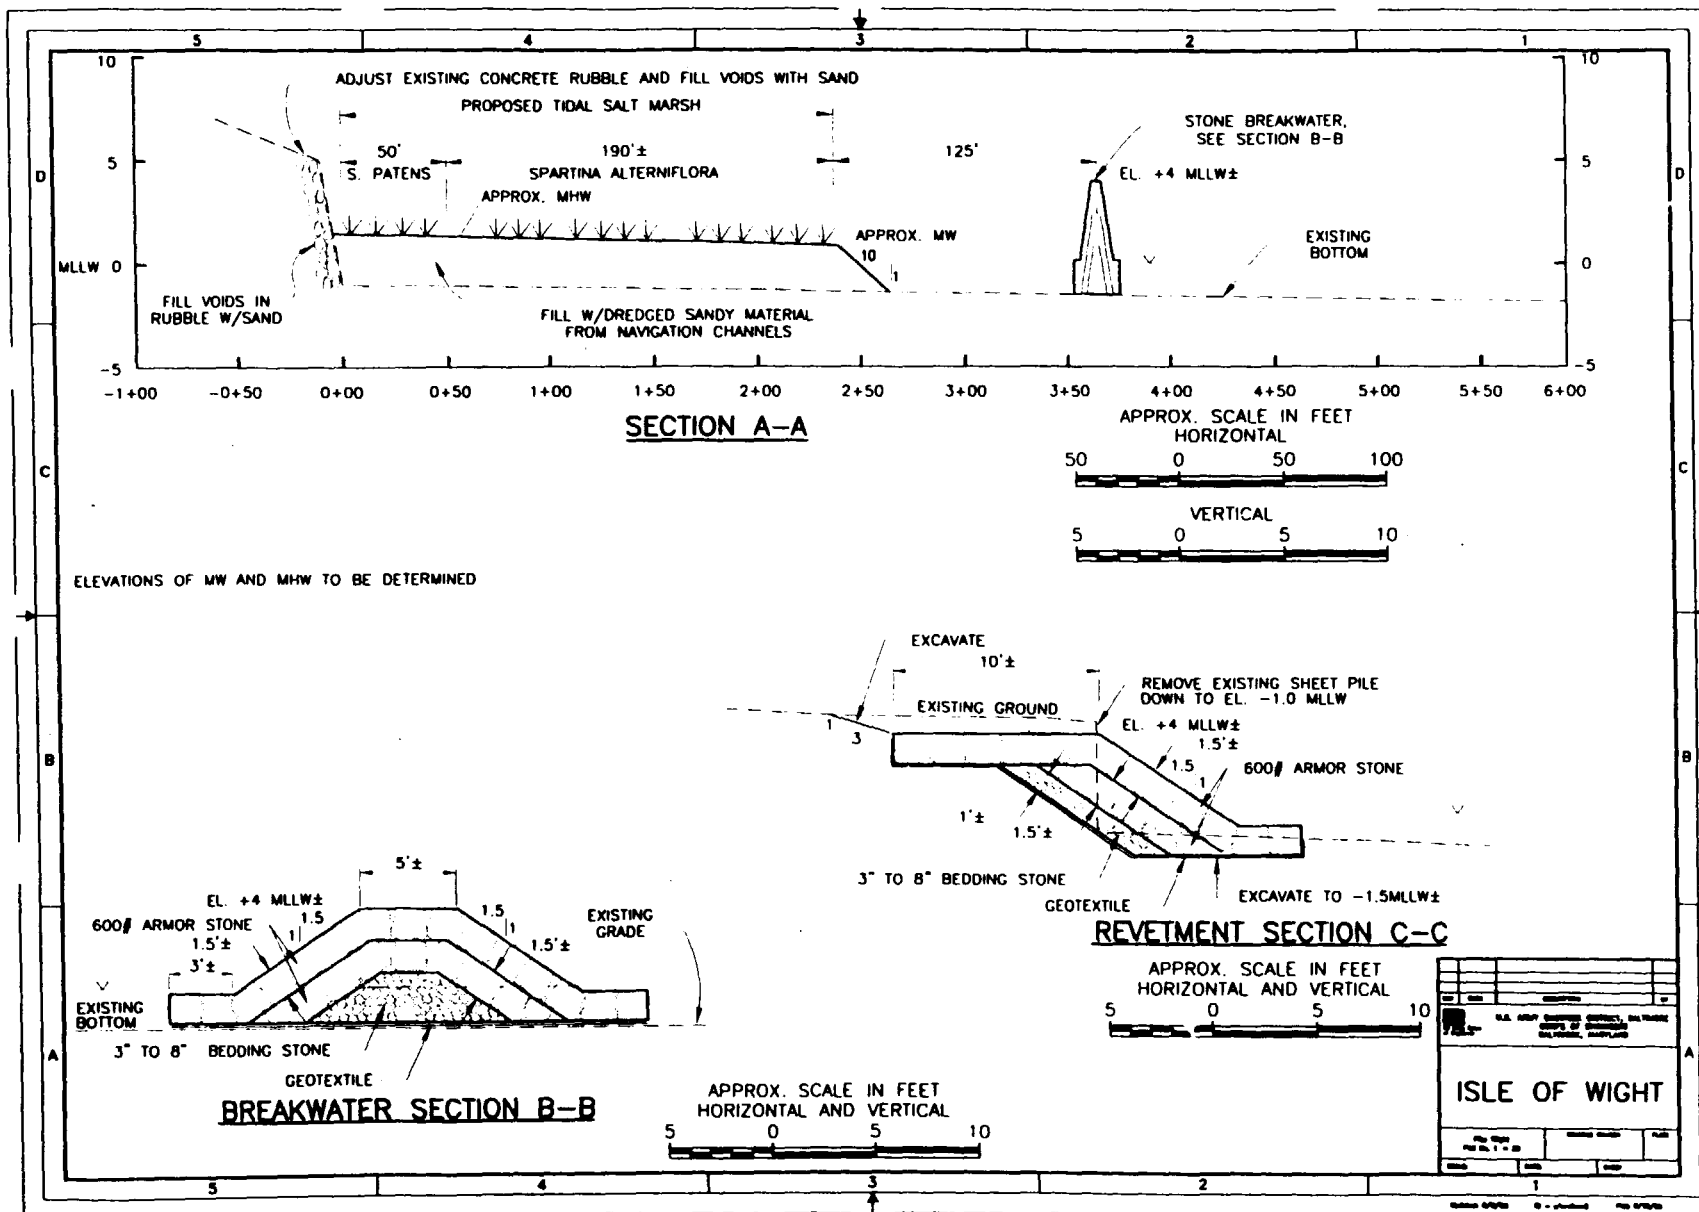 5 4 3 2 1
10 10
ADJUST EXISTING CONCRETE RUBBLE AND FILL VOIDS WITH SAND
PROPOSED TIDAL SALT MARSH
STONE BREAKWATER,
SEE SECTION B-B
50' 190'± 125'
5 5
S. PATENS SPARTINA ALTERNIFLORA EL. +4 MLLW±
D D
APPROX. MHW
APPROX. MW
EXISTING
BOTTOM
10
1
MLLW 0 0
FILL VOIDS IN
RUBBLE W/SAND
FILL W/DREDGED SANDY MATERIAL
FROM NAVIGATION CHANNELS
-5 -5
-1+00 -0+50 0+00 0+50 1+00 1+50 2+00 2+50 3+00 3+50 4+00 4+50 5+00 5+50 6+00
SECTION A-A
APPROX. SCALE IN FEET
HORIZONTAL
50 0 50 100
C C
VERTICAL
5 0 5 10
ELEVATIONS OF MW AND MHW TO BE DETERMINED
EXCAVATE
10'±
REMOVE EXISTING SHEET PILE
DOWN TO EL. -1.0 MLLW
EXISTING GROUND
EL. +4 MLLW±
1
3
1.5'±
1.5
1
600# ARMOR STONE
B B
1'±
1.5'±
3" TO 8" BEDDING STONE
GEOTEXTILE
EXCAVATE TO -1.5MLLW±
REVETMENT SECTION C-C
APPROX. SCALE IN FEET
HORIZONTAL AND VERTICAL
5 0 5 10
5'±
EL. +4 MLLW±
600# ARMOR STONE
1.5
1
1.5
1
1.5'±
1.5'±
3'±
EXISTING
GRADE
EXISTING
BOTTOM
3" TO 8" BEDDING STONE
GEOTEXTILE
A A
BREAKWATER SECTION B-B
APPROX. SCALE IN FEET
HORIZONTAL AND VERTICAL
5 0 5 10
U.S. ARMY ENGINEER DISTRICT, BALTIMORE
CORPS OF ENGINEERS
BALTIMORE, MARYLAND
ISLE OF WIGHT
5 4 3 2 1